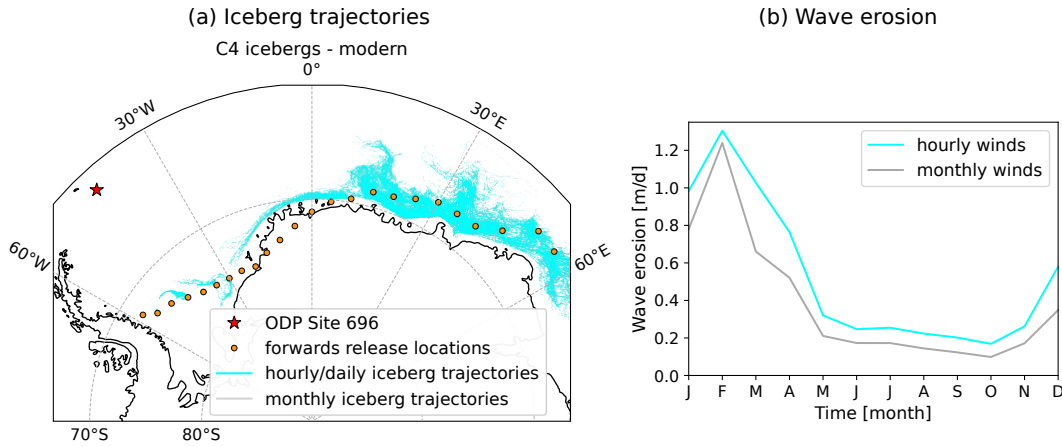 (a) Iceberg trajectories
C4 icebergs - modern
0°
30°W
30°E
60°W
60°E
70°S
80°S
ODP Site 696
forwards release locations
hourly/daily iceberg trajectories
monthly iceberg trajectories
(b) Wave erosion
Wave erosion [m/d]
1.2
1.0
0.8
0.6
0.4
0.2
0.0
hourly winds
monthly winds
J F M A M J J A S O N D
Time [month]